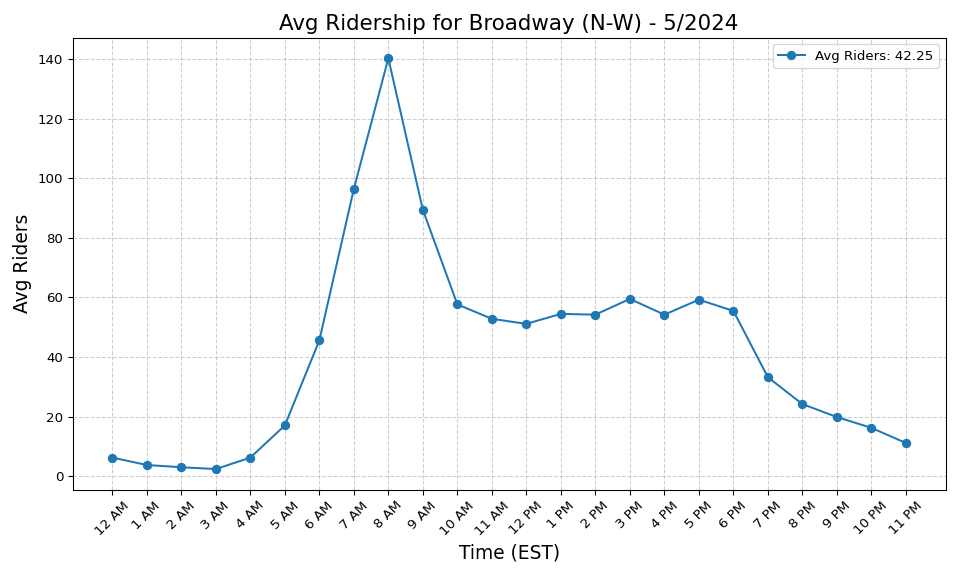 Avg Ridership for Broadway (N-W) - 5/2024
Avg Riders: 42.25
Avg Riders
140
120
100
80
60
40
20
0
12 AM
1 AM
2 AM
3 AM
4 AM
5 AM
6 AM
7 AM
8 AM
9 AM
10 AM
11 AM
12 PM
1 PM
2 PM
3 PM
4 PM
5 PM
6 PM
7 PM
8 PM
9 PM
10 PM
11 PM
Time (EST)